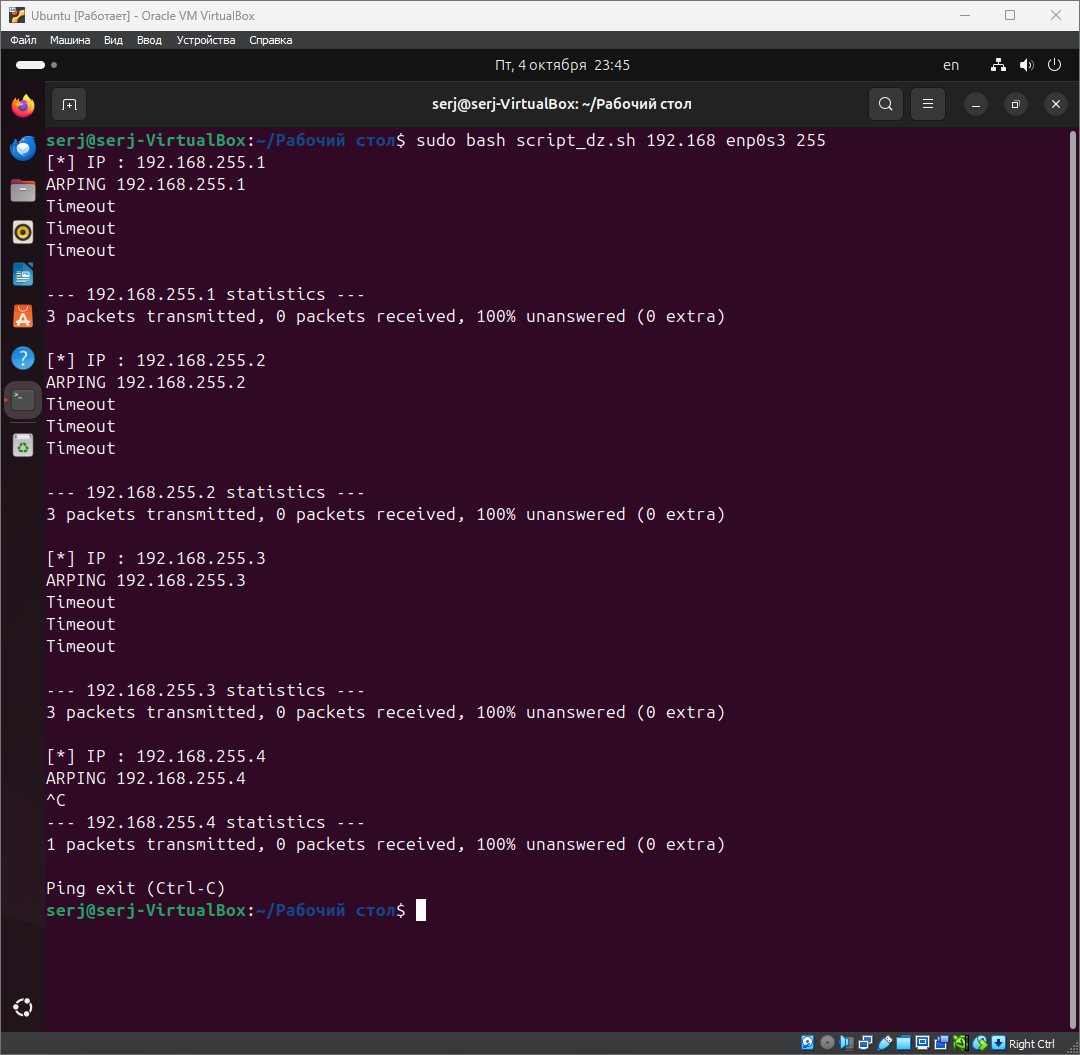 Ubuntu [Работает] - Oracle VM VirtualBox
Файл Машина Вид Ввод Устройства Справка
Пт, 4 октября 23:45
en
serj@serj-VirtualBox: ~/Рабочий стол
serj@serj-VirtualBox:~/Рабочий стол$ sudo bash script_dz.sh 192.168 enp0s3 255
[*] IP : 192.168.255.1
ARPING 192.168.255.1
Timeout
Timeout
Timeout
--- 192.168.255.1 statistics ---
3 packets transmitted, 0 packets received, 100% unanswered (0 extra)
[*] IP : 192.168.255.2
ARPING 192.168.255.2
Timeout
Timeout
Timeout
--- 192.168.255.2 statistics ---
3 packets transmitted, 0 packets received, 100% unanswered (0 extra)
[*] IP : 192.168.255.3
ARPING 192.168.255.3
Timeout
Timeout
Timeout
--- 192.168.255.3 statistics ---
3 packets transmitted, 0 packets received, 100% unanswered (0 extra)
[*] IP : 192.168.255.4
ARPING 192.168.255.4
^C
--- 192.168.255.4 statistics ---
1 packets transmitted, 0 packets received, 100% unanswered (0 extra)
Ping exit (Ctrl-C)
serj@serj-VirtualBox:~/Рабочий стол$
Right Ctrl